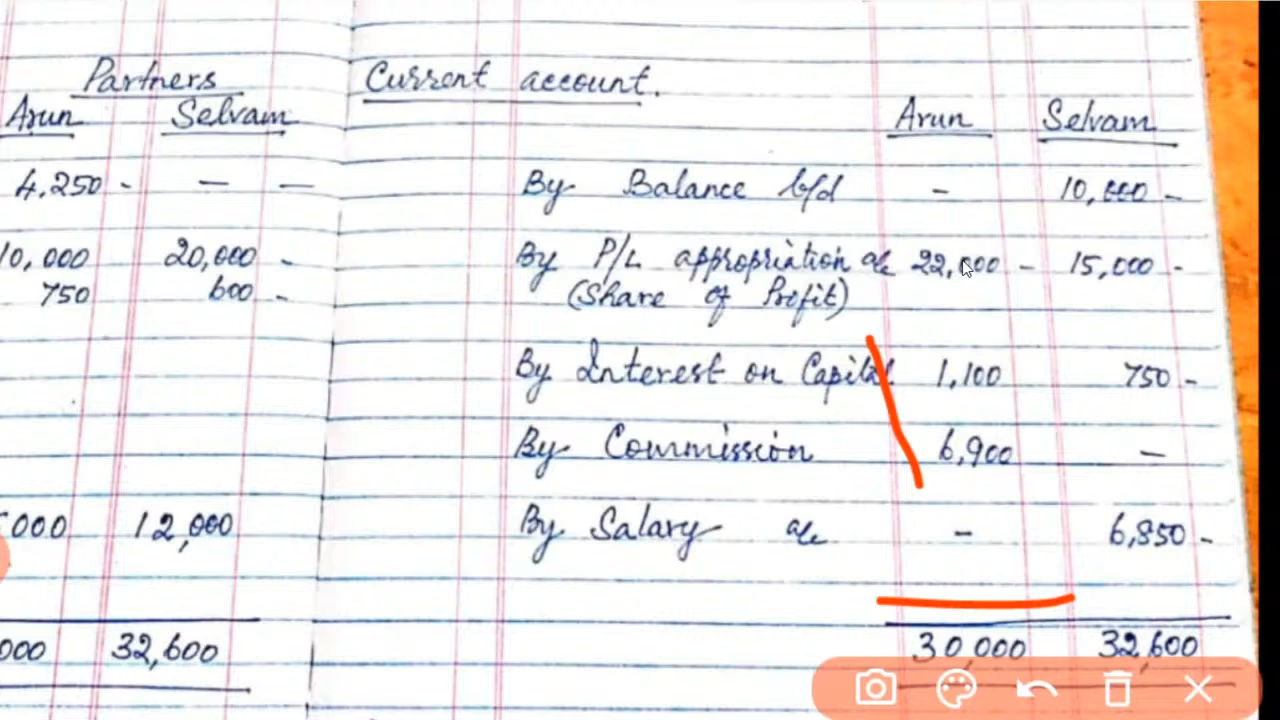 Partners Current account.
Arun Selvam Arun Selvam
4.250 - — — By Balance b/d - 10,000 -
10,000 20,000 - By P/L appropriation a/c 22,000 - 15,000 -
750 600 - (Share of Profit)
By Interest on Capital 1,100 750 -
By Commission 6,900 —
000 12,000 By Salary a/c - 6,850 -
000 32,600 30,000 32,600